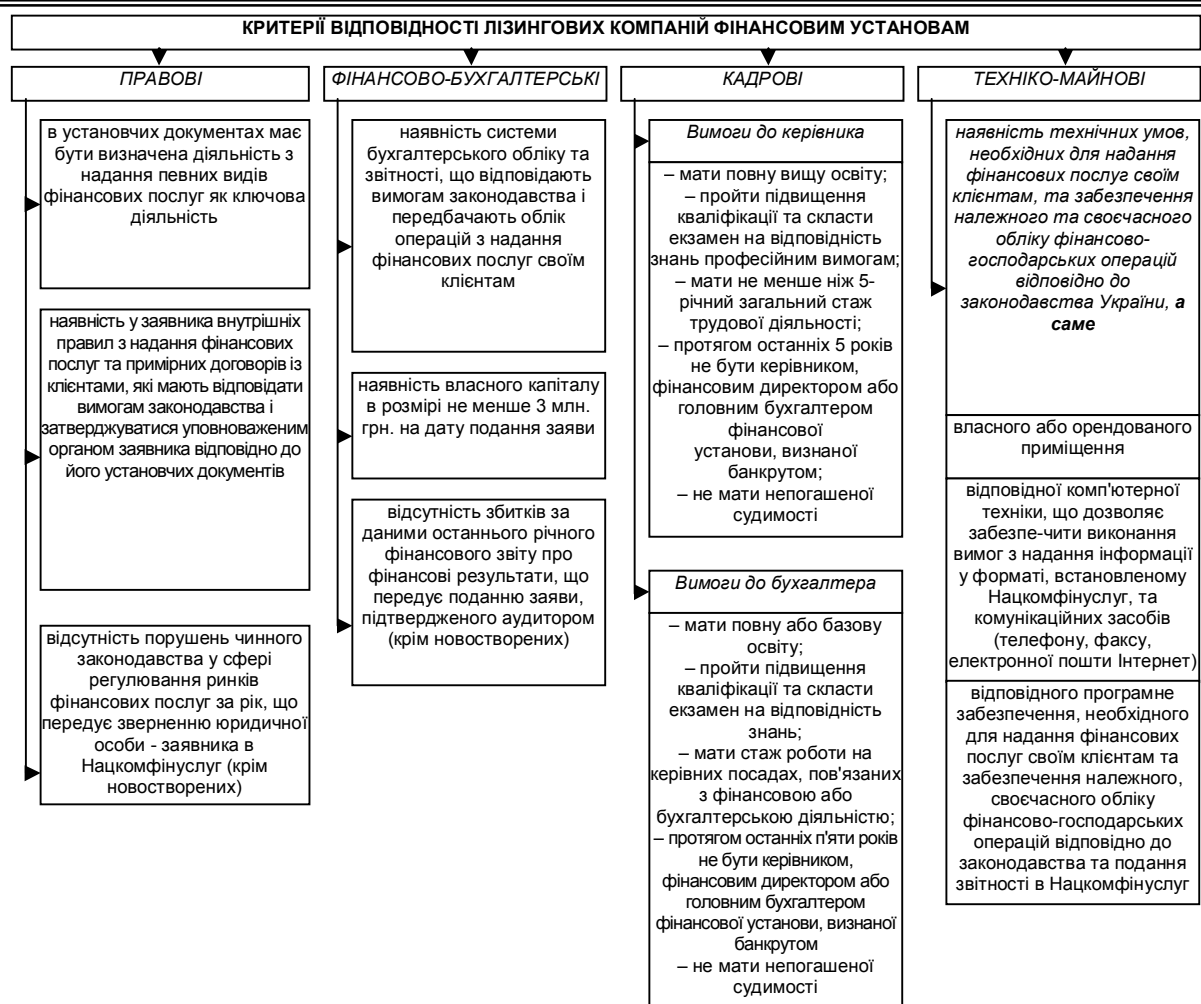 КРИТЕРІЇ ВІДПОВІДНОСТІ ЛІЗИНГОВИХ КОМПАНІЙ ФІНАНСОВИМ УСТАНОВАМ
ПРАВОВІ
в установчих документах має
бути визначена діяльність з
надання певних видів
фінансових послуг як ключова
діяльність
наявність у заявника внутрішніх
правил з надання фінансових
послуг та примірних договорів із
клієнтами, які мають відповідати
вимогам законодавства і
затверджуватися уповноваженим
органом заявника відповідно до
його установчих документів
відсутність порушень чинного
законодавства у сфері
регулювання ринків
фінансових послуг за рік, що
передує зверненню юридичної
особи - заявника в
Нацкомфінуслуг (крім
новостворених)
ФІНАНСОВО-БУХГАЛТЕРСЬКІ
наявність системи
бухгалтерського обліку та
звітності, що відповідають
вимогам законодавства і
передбачають облік
операцій з надання
фінансових послуг своїм
клієнтам
наявність власного капіталу
в розмірі не менше 3 млн.
грн. на дату подання заяви
відсутність збитків за
даними останнього річного
фінансового звіту про
фінансові результати, що
передує поданню заяви,
підтвердженого аудитором
(крім новостворених)
КАДРОВІ
Вимоги до керівника
– мати повну вищу освіту;
– пройти підвищення
кваліфікації та скласти
екзамен на відповідність
знань професійним вимогам;
– мати не менше ніж 5-
річний загальний стаж
трудової діяльності;
– протягом останніх 5 років
не бути керівником,
фінансовим директором або
головним бухгалтером
фінансової
установи, визнаної
банкрутом;
– не мати непогашеної
судимості
Вимоги до бухгалтера
– мати повну або базову
освіту;
– пройти підвищення
кваліфікації та скласти
екзамен на відповідність
знань;
– мати стаж роботи на
керівних посадах, пов'язаних
з фінансовою або
бухгалтерською діяльністю;
– протягом останніх п'яти років
не бути керівником,
фінансовим директором або
головним бухгалтером
фінансової установи, визнаної
банкрутом
– не мати непогашеної
судимості
ТЕХНІКО-МАЙНОВІ
наявність технічних умов,
необхідних для надання
фінансових послуг своїм
клієнтам, та забезпечення
належного та своєчасного
обліку фінансово-
господарських операцій
відповідно до
законодавства України, а
саме
власного або орендованого
приміщення
відповідної комп'ютерної
техніки, що дозволяє
забезпе-чити виконання
вимог з надання інформації
у форматі, встановленому
Нацкомфінуслуг, та
комунікаційних засобів
(телефону, факсу,
електронної пошти Інтернет)
відповідного програмне
забезпечення, необхідного
для надання фінансових
послуг своїм клієнтам та
забезпечення належного,
своєчасного обліку
фінансово-господарських
операцій відповідно до
законодавства та подання
звітності в Нацкомфінуслуг